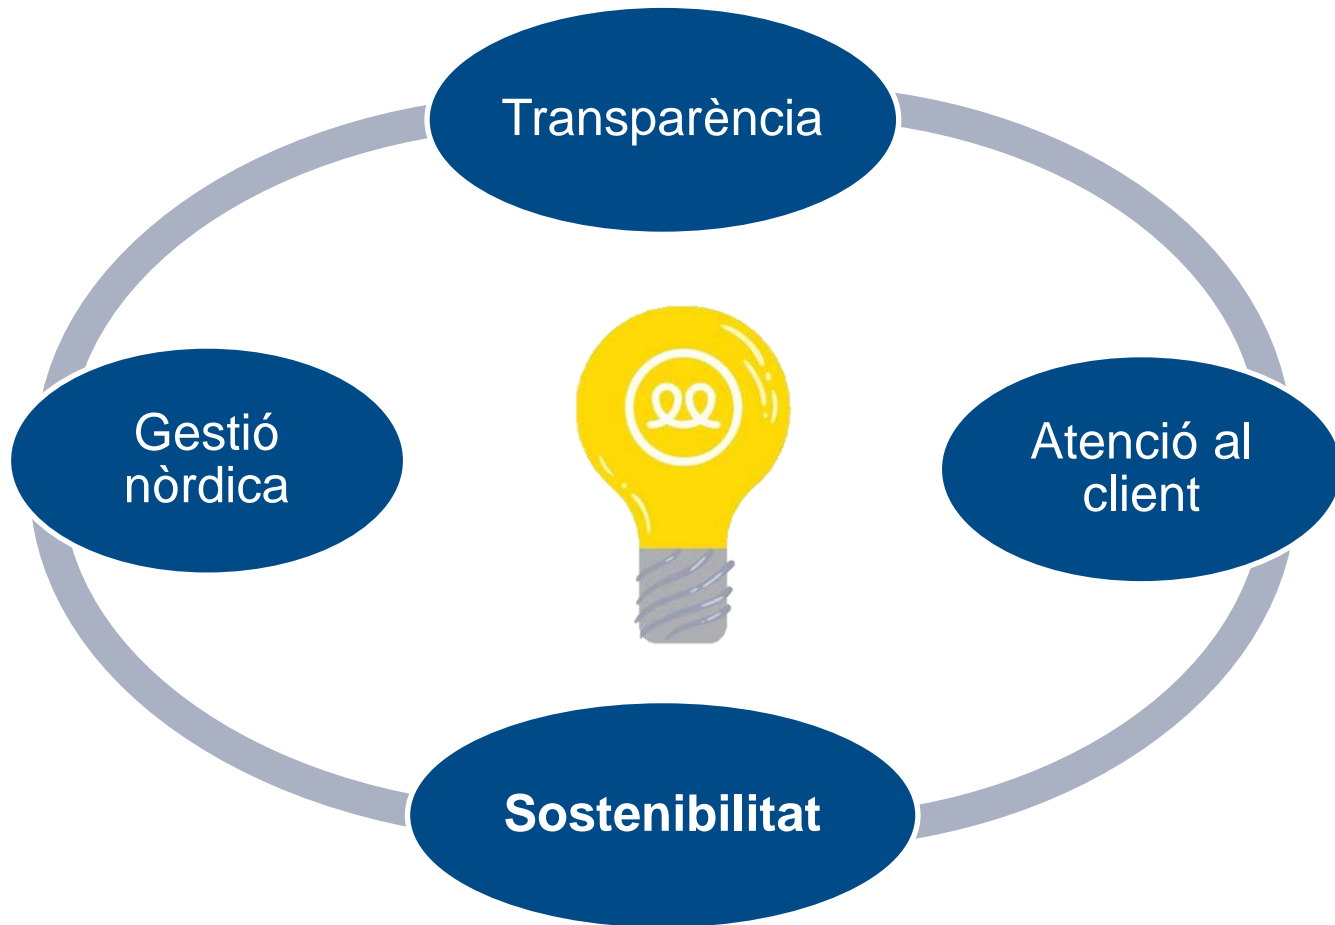 Transparència
Gestió
nòrdica
Atenció al
client
Sostenibilitat